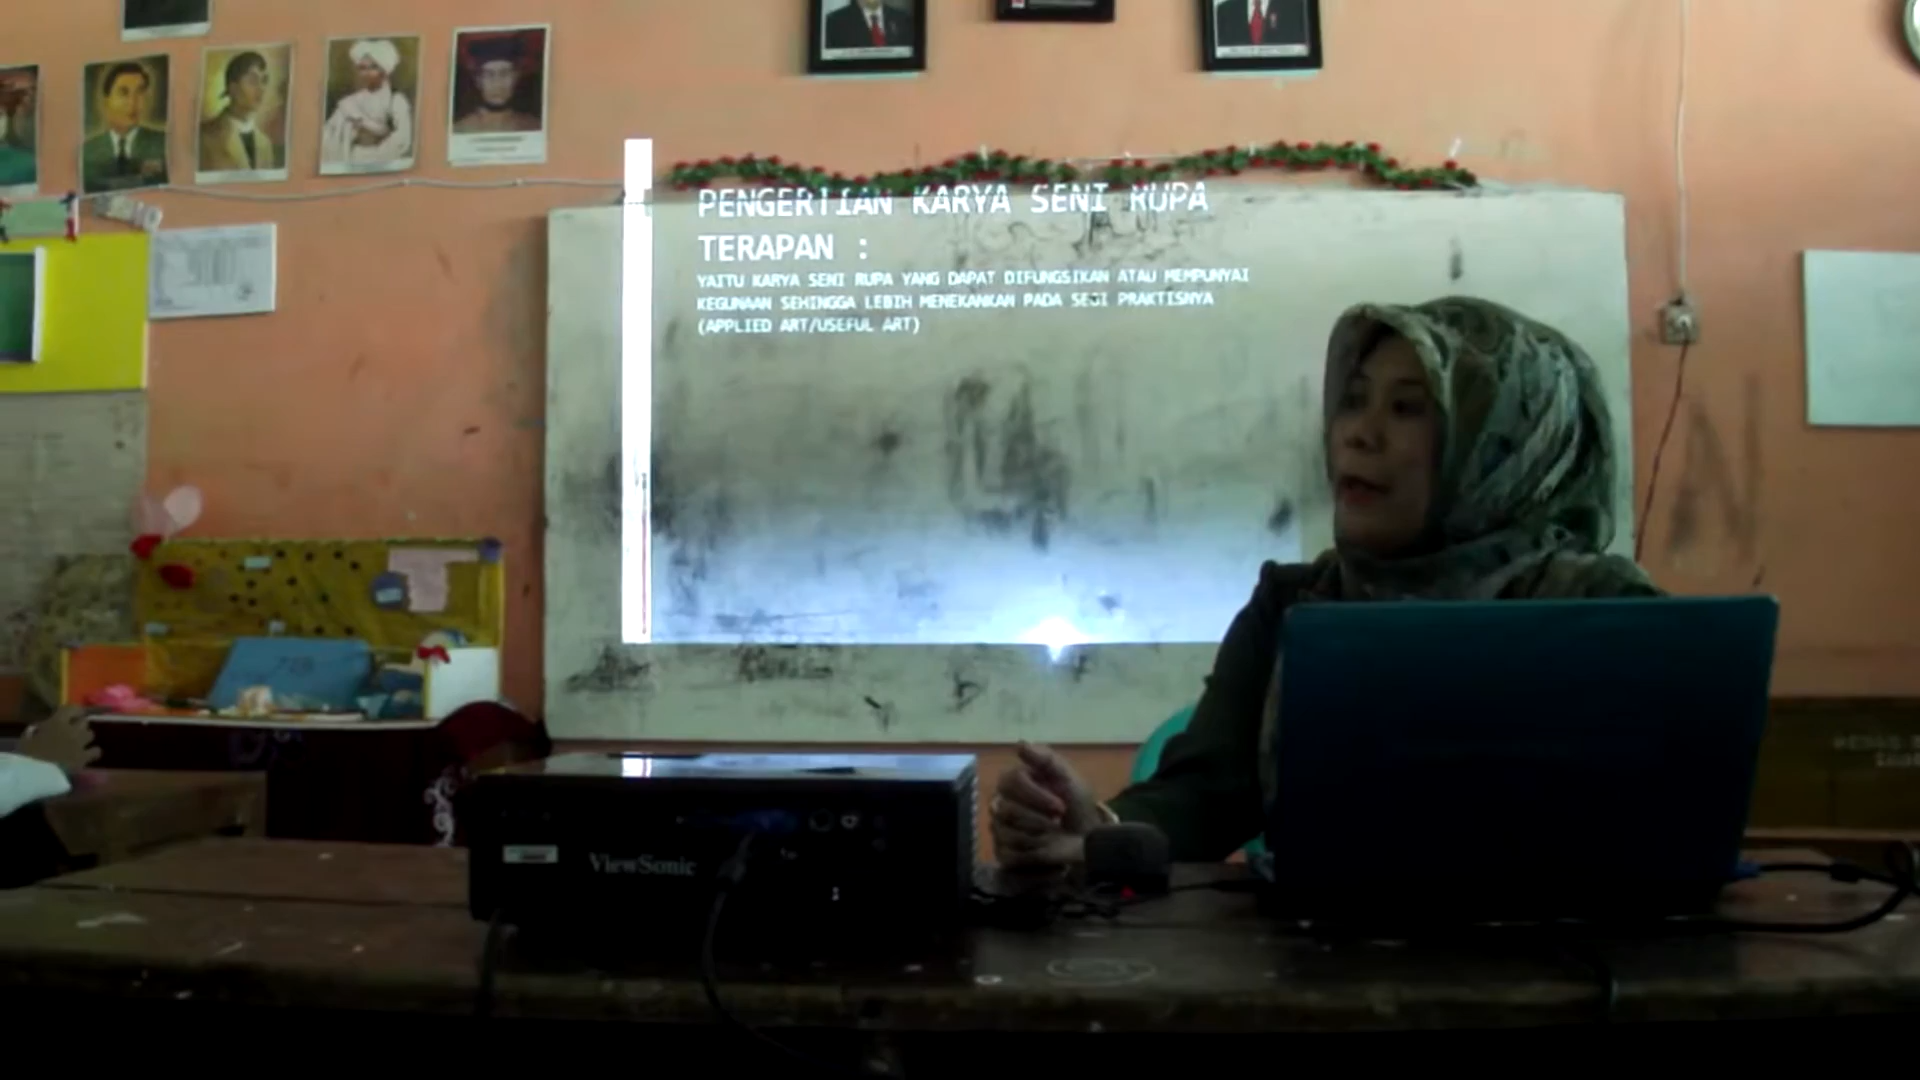 PENGERTIAN KARYA SENI RUPA
TERAPAN :
YAITU KARYA SENI RUPA YANG DAPAT DIFUNGSIKAN ATAU MEMPUNYAI
KEGUNAAN SEHINGGA LEBIH MENEKANKAN PADA SEGI PRAKTISNYA
(APPLIED ART/USEFUL ART)
ViewSonic